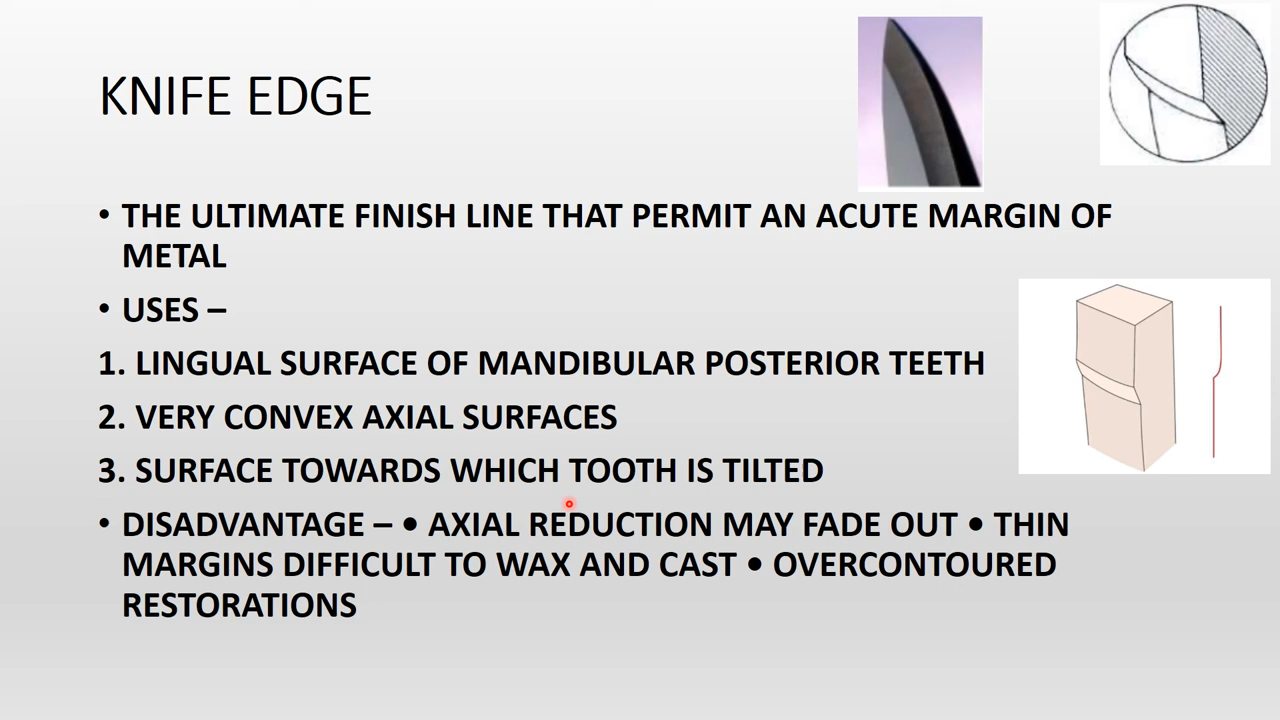 KNIFE EDGE
• THE ULTIMATE FINISH LINE THAT PERMIT AN ACUTE MARGIN OF
METAL
• USES –
1. LINGUAL SURFACE OF MANDIBULAR POSTERIOR TEETH
2. VERY CONVEX AXIAL SURFACES
3. SURFACE TOWARDS WHICH TOOTH IS TILTED
• DISADVANTAGE – • AXIAL REDUCTION MAY FADE OUT • THIN
MARGINS DIFFICULT TO WAX AND CAST • OVERCONTOURED
RESTORATIONS